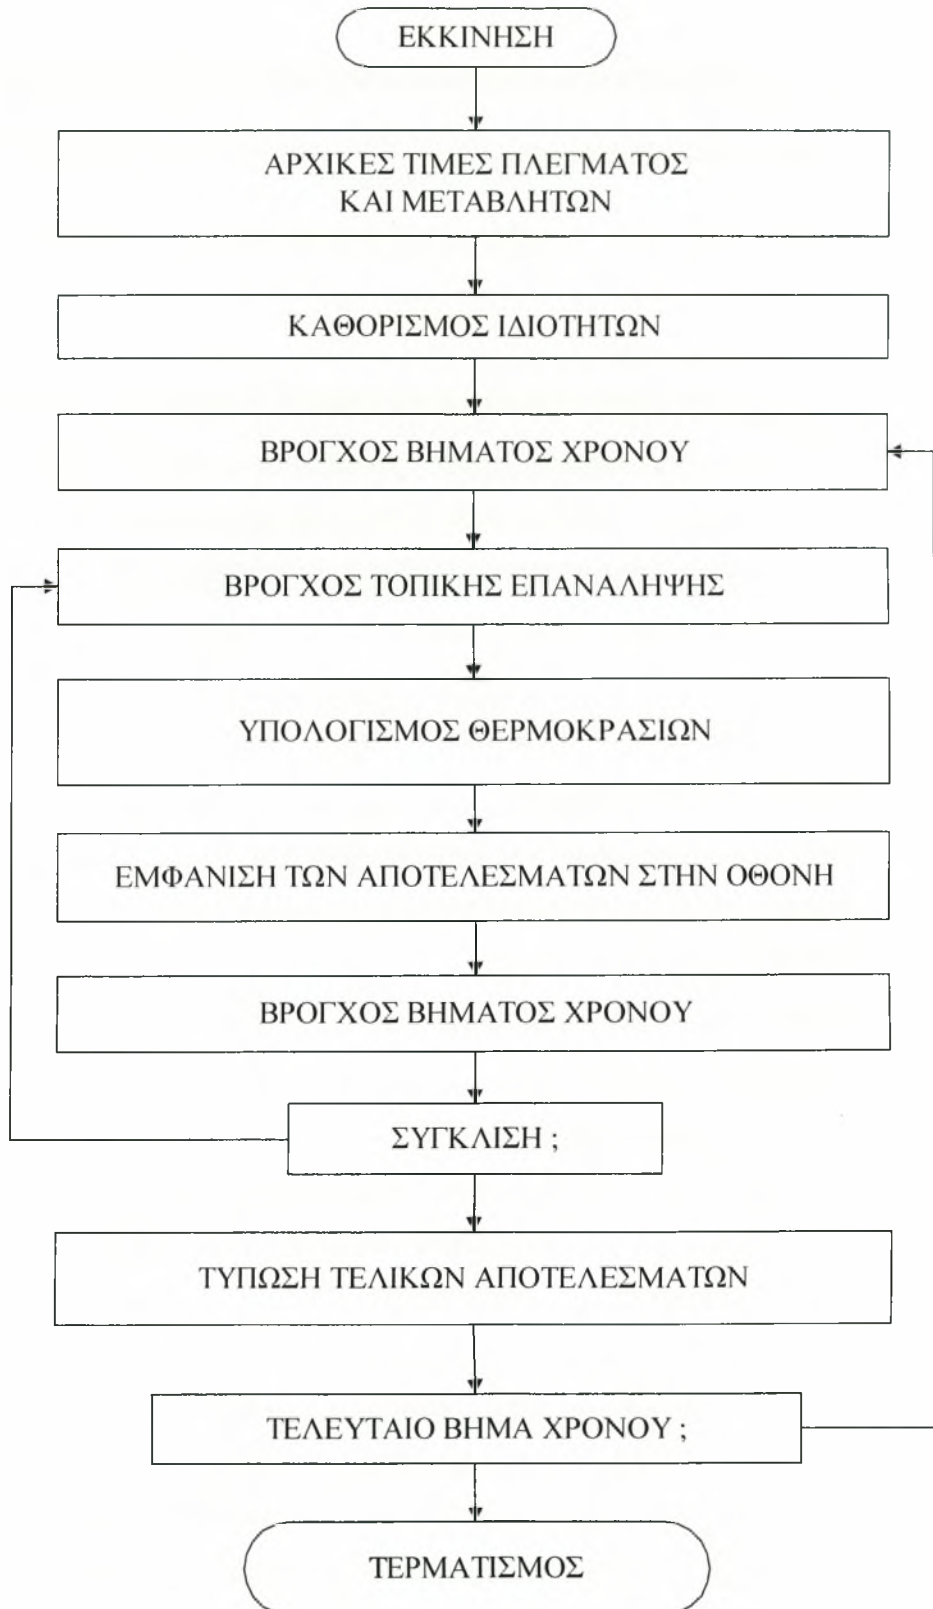 ΕΚΚΙΝΗΣΗ
ΑΡΧΙΚΕΣ ΤΙΜΕΣ ΠΛΕΓΜΑΤΟΣ
ΚΑΙ ΜΕΤΑΒΛΗΤΩΝ
ΚΑΘΟΡΙΣΜΟΣ ΙΔΙΟΤΗΤΩΝ
ΒΡΟΓΧΟΣ ΒΗΜΑΤΟΣ ΧΡΟΝΟΥ
ΒΡΟΓΧΟΣ ΤΟΠΙΚΗΣ ΕΠΑΝΑΛΗΨΗΣ
ΥΠΟΛΟΓΙΣΜΟΣ ΘΕΡΜΟΚΡΑΣΙΩΝ
ΕΜΦΑΝΙΣΗ ΤΩΝ ΑΠΟΤΕΛΕΣΜΑΤΩΝ ΣΤΗΝ ΟΘΟΝΗ
ΒΡΟΓΧΟΣ ΒΗΜΑΤΟΣ ΧΡΟΝΟΥ
ΣΥΓΚΛΙΣΗ ;
ΤΥΠΩΣΗ ΤΕΛΙΚΩΝ ΑΠΟΤΕΛΕΣΜΑΤΩΝ
ΤΕΛΕΥΤΑΙΟ ΒΗΜΑ ΧΡΟΝΟΥ ;
ΤΕΡΜΑΤΙΣΜΟΣ